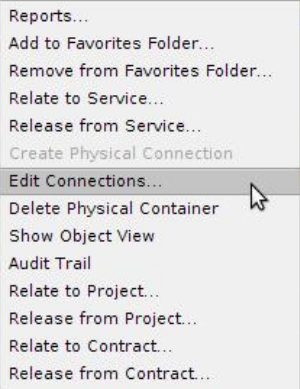 Reports...
Add to Favorites Folder...
Remove from Favorites Folder...
Relate to Service...
Release from Service...
Create Physical Connection
Edit Connections...
Delete Physical Container
Show Object View
Audit Trail
Relate to Project...
Release from Project...
Relate to Contract...
Release from Contract...